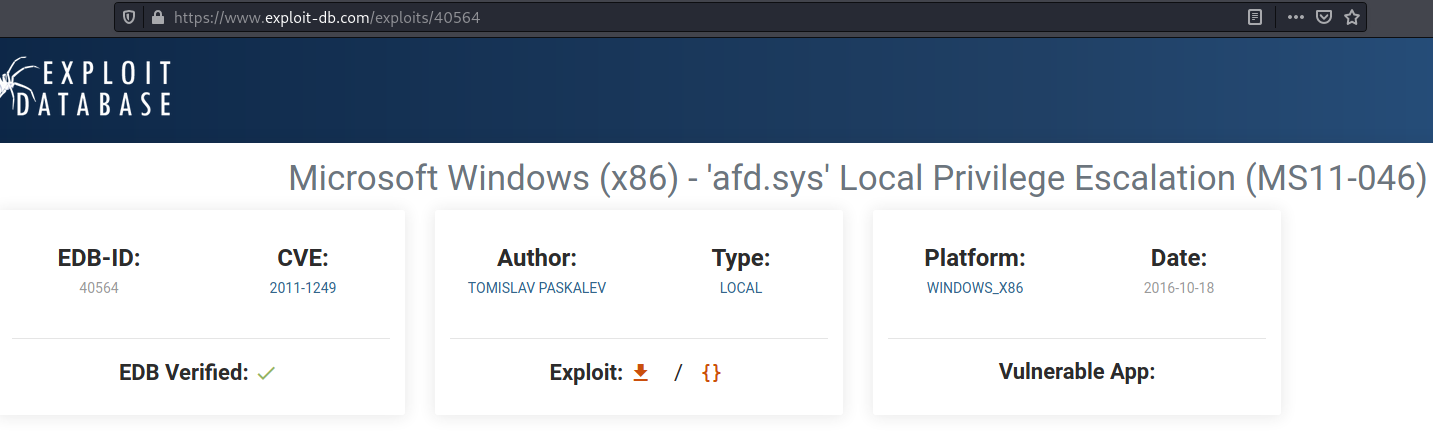 https://www.exploit-db.com/exploits/40564
EXPLOIT
DATABASE
Microsoft Windows (x86) - 'afd.sys' Local Privilege Escalation (MS11-046)
EDB-ID:
40564
CVE:
2011-1249
EDB Verified:
Author:
TOMISLAV PASKALEV
Type:
LOCAL
Exploit: / {}
Platform:
WINDOWS_X86
Date:
2016-10-18
Vulnerable App: